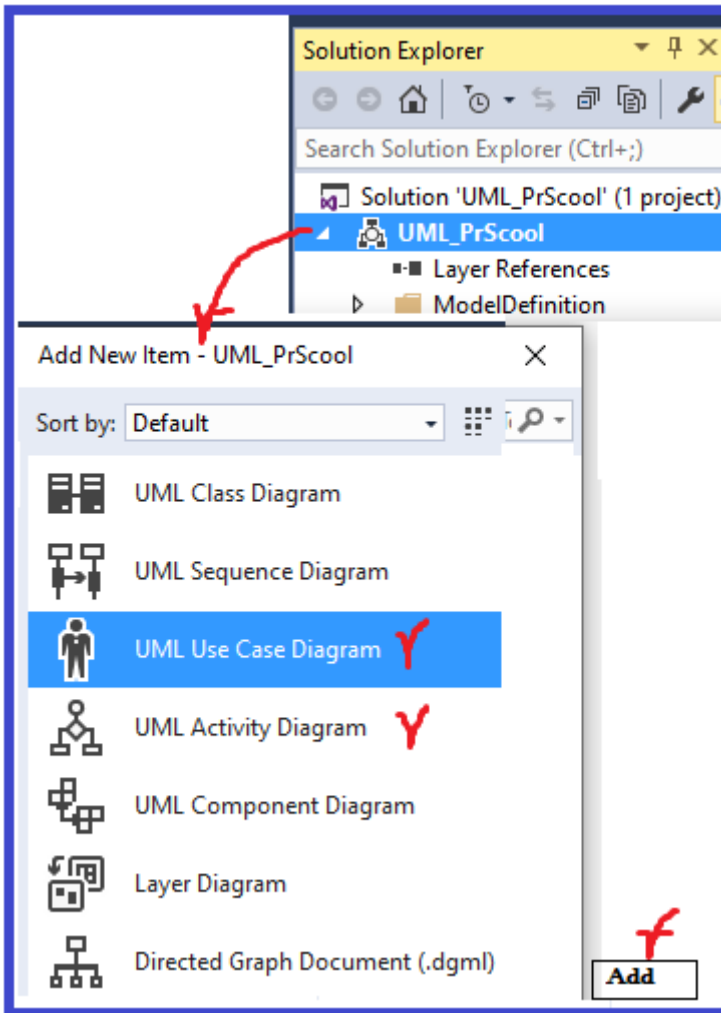 Solution Explorer
Search Solution Explorer (Ctrl+;)
Solution 'UML_PrScool' (1 project)
UML_PrScool
Layer References
ModelDefinition
Add New Item - UML_PrScool
Sort by: Default
UML Class Diagram
UML Sequence Diagram
UML Use Case Diagram
UML Activity Diagram
UML Component Diagram
Layer Diagram
Directed Graph Document (.dgml)
Add